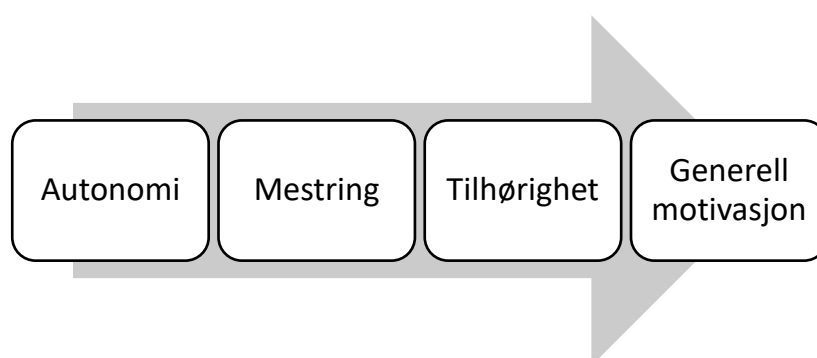 Autonomi
Mestring
Tilhørighet
Generell
motivasjon